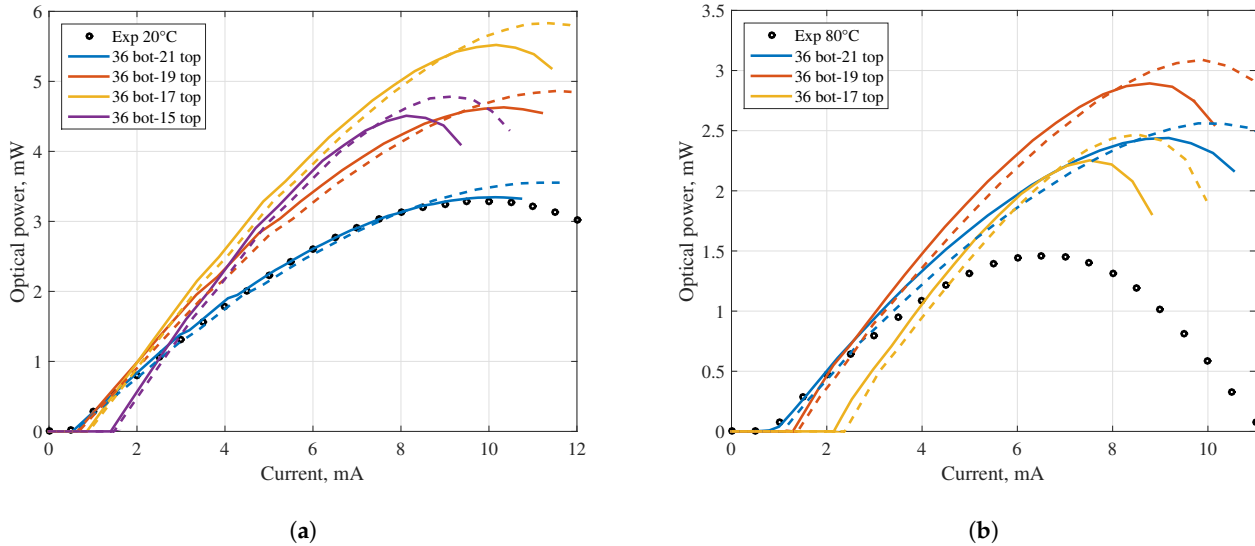 6
5
4
3
2
1
0
Optical power, mW
Exp 20°C
36 bot-21 top
36 bot-19 top
36 bot-17 top
36 bot-15 top
0 2 4 6 8 10 12
Current, mA
(a)
3.5
3
2.5
2
1.5
1
0.5
0
Optical power, mW
Exp 80°C
36 bot-21 top
36 bot-19 top
36 bot-17 top
0 2 4 6 8 10
Current, mA
(b)